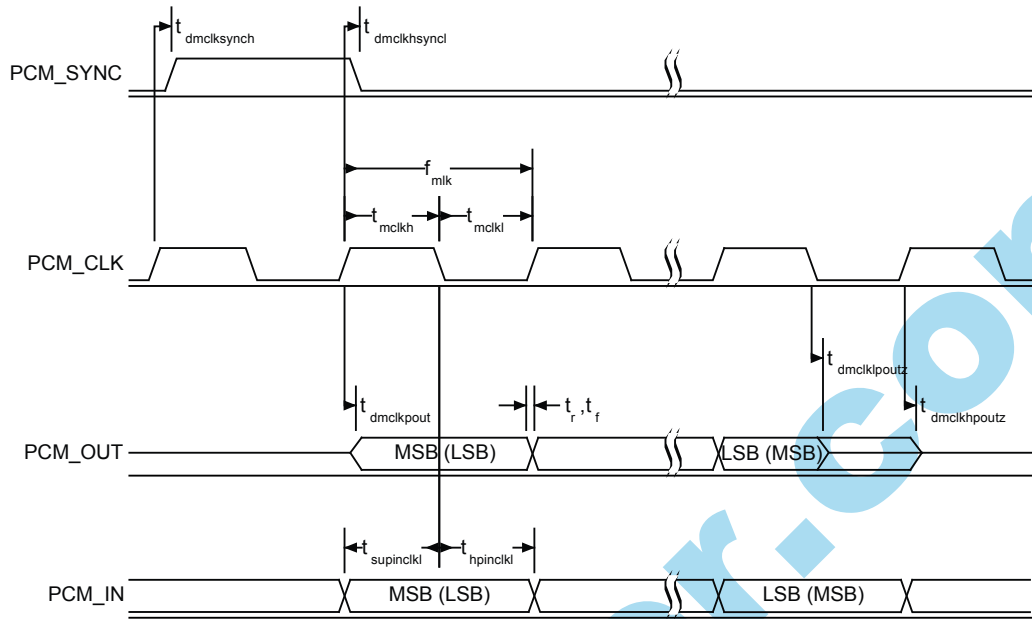 t dmclksynch
t dmclkhsyncl
PCM_SYNC
f mlk
t mclkh
t mclkl
PCM_CLK
t dmclklpoutz
t dmclkpout
t r ,t f
t dmclkhpoutz
PCM_OUT
MSB (LSB)
LSB (MSB)
t supinclkl
t hpinclkl
PCM_IN
MSB (LSB)
LSB (MSB)
r.com